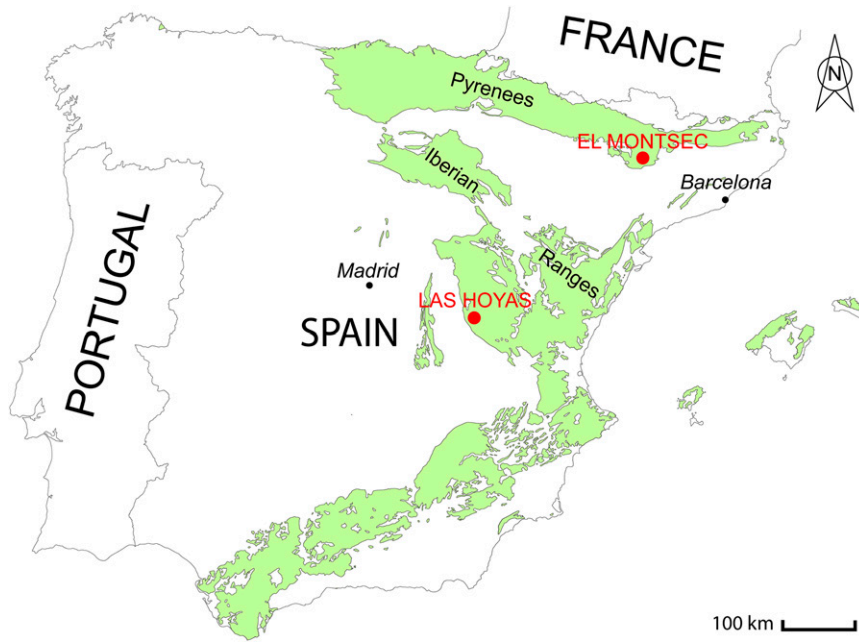 FRANCE
N
Pyrenees
EL MONTSEC
Iberian
Barcelona
PORTUGAL
Ranges
Madrid
LAS HOYAS
SPAIN
100 km